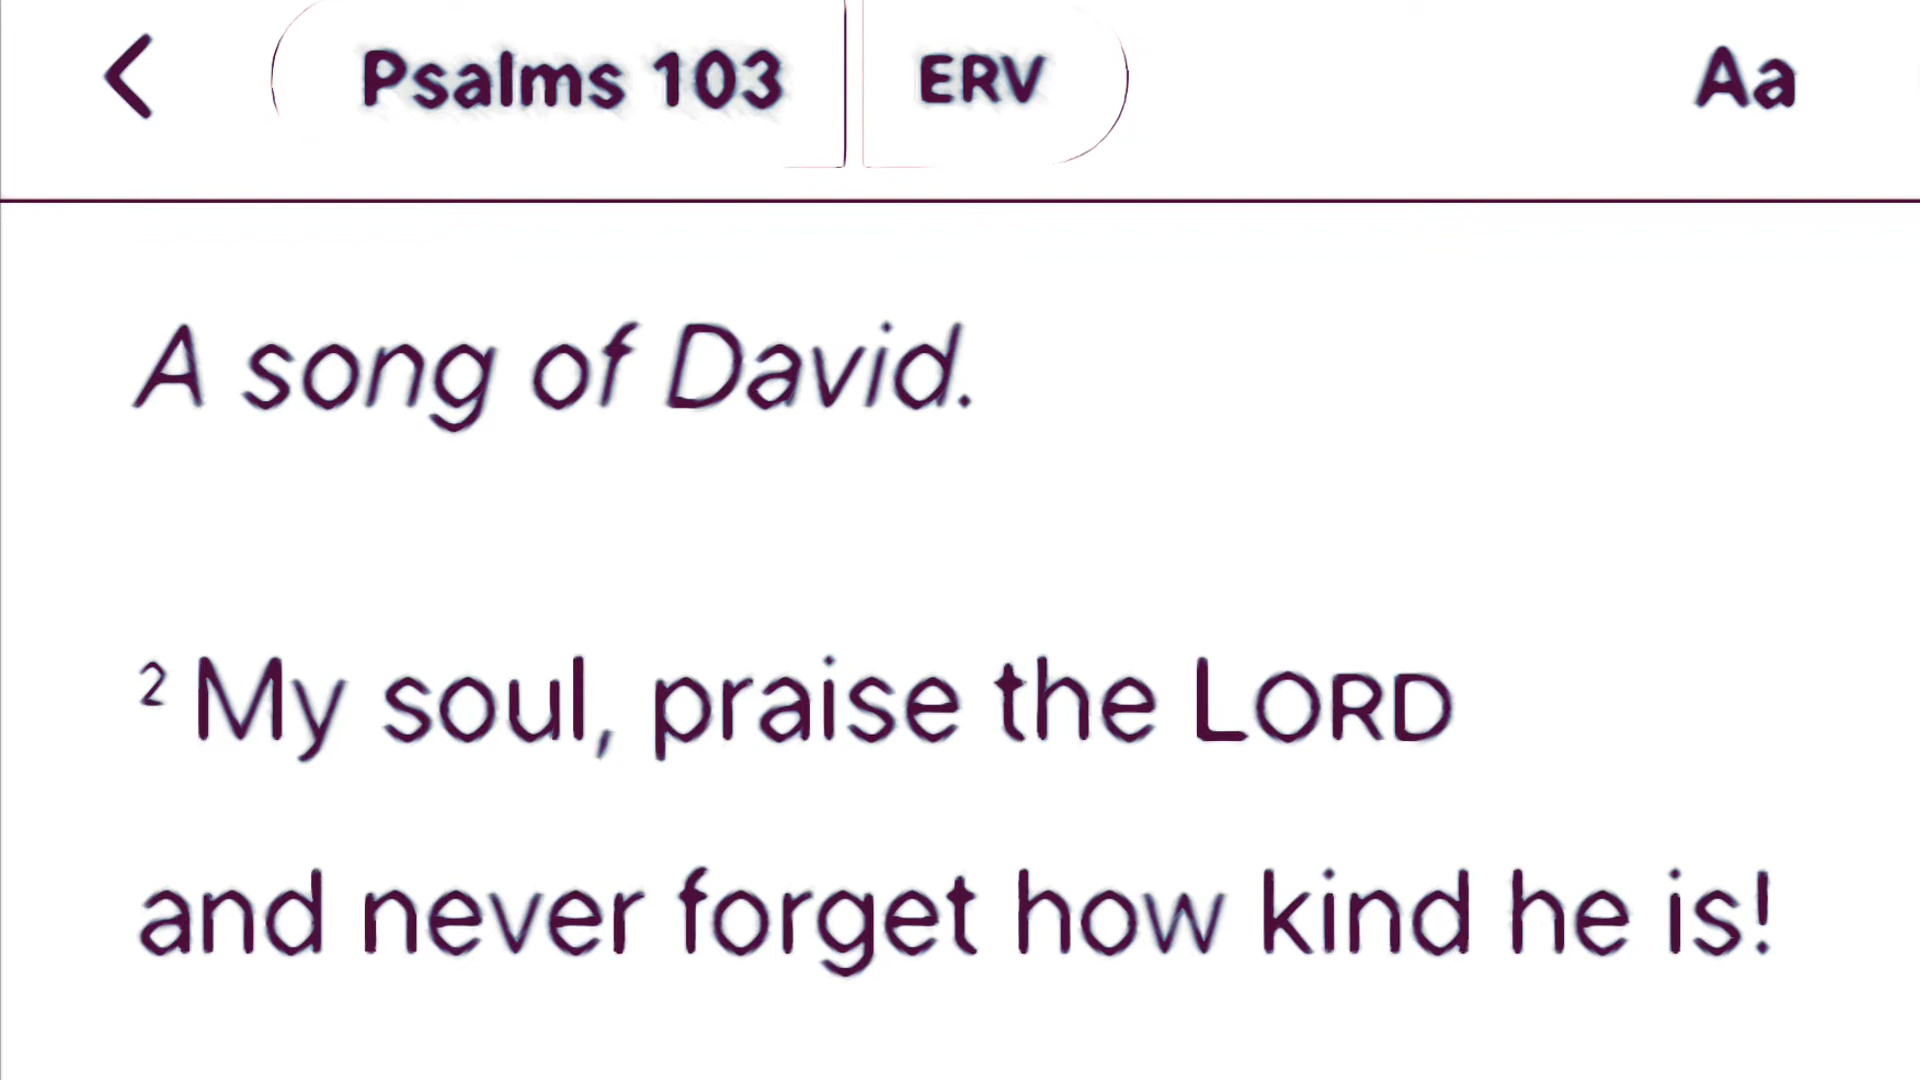 Psalms 103 ERV Aa
A song of David.
2 My soul, praise the LORD
and never forget how kind he is!